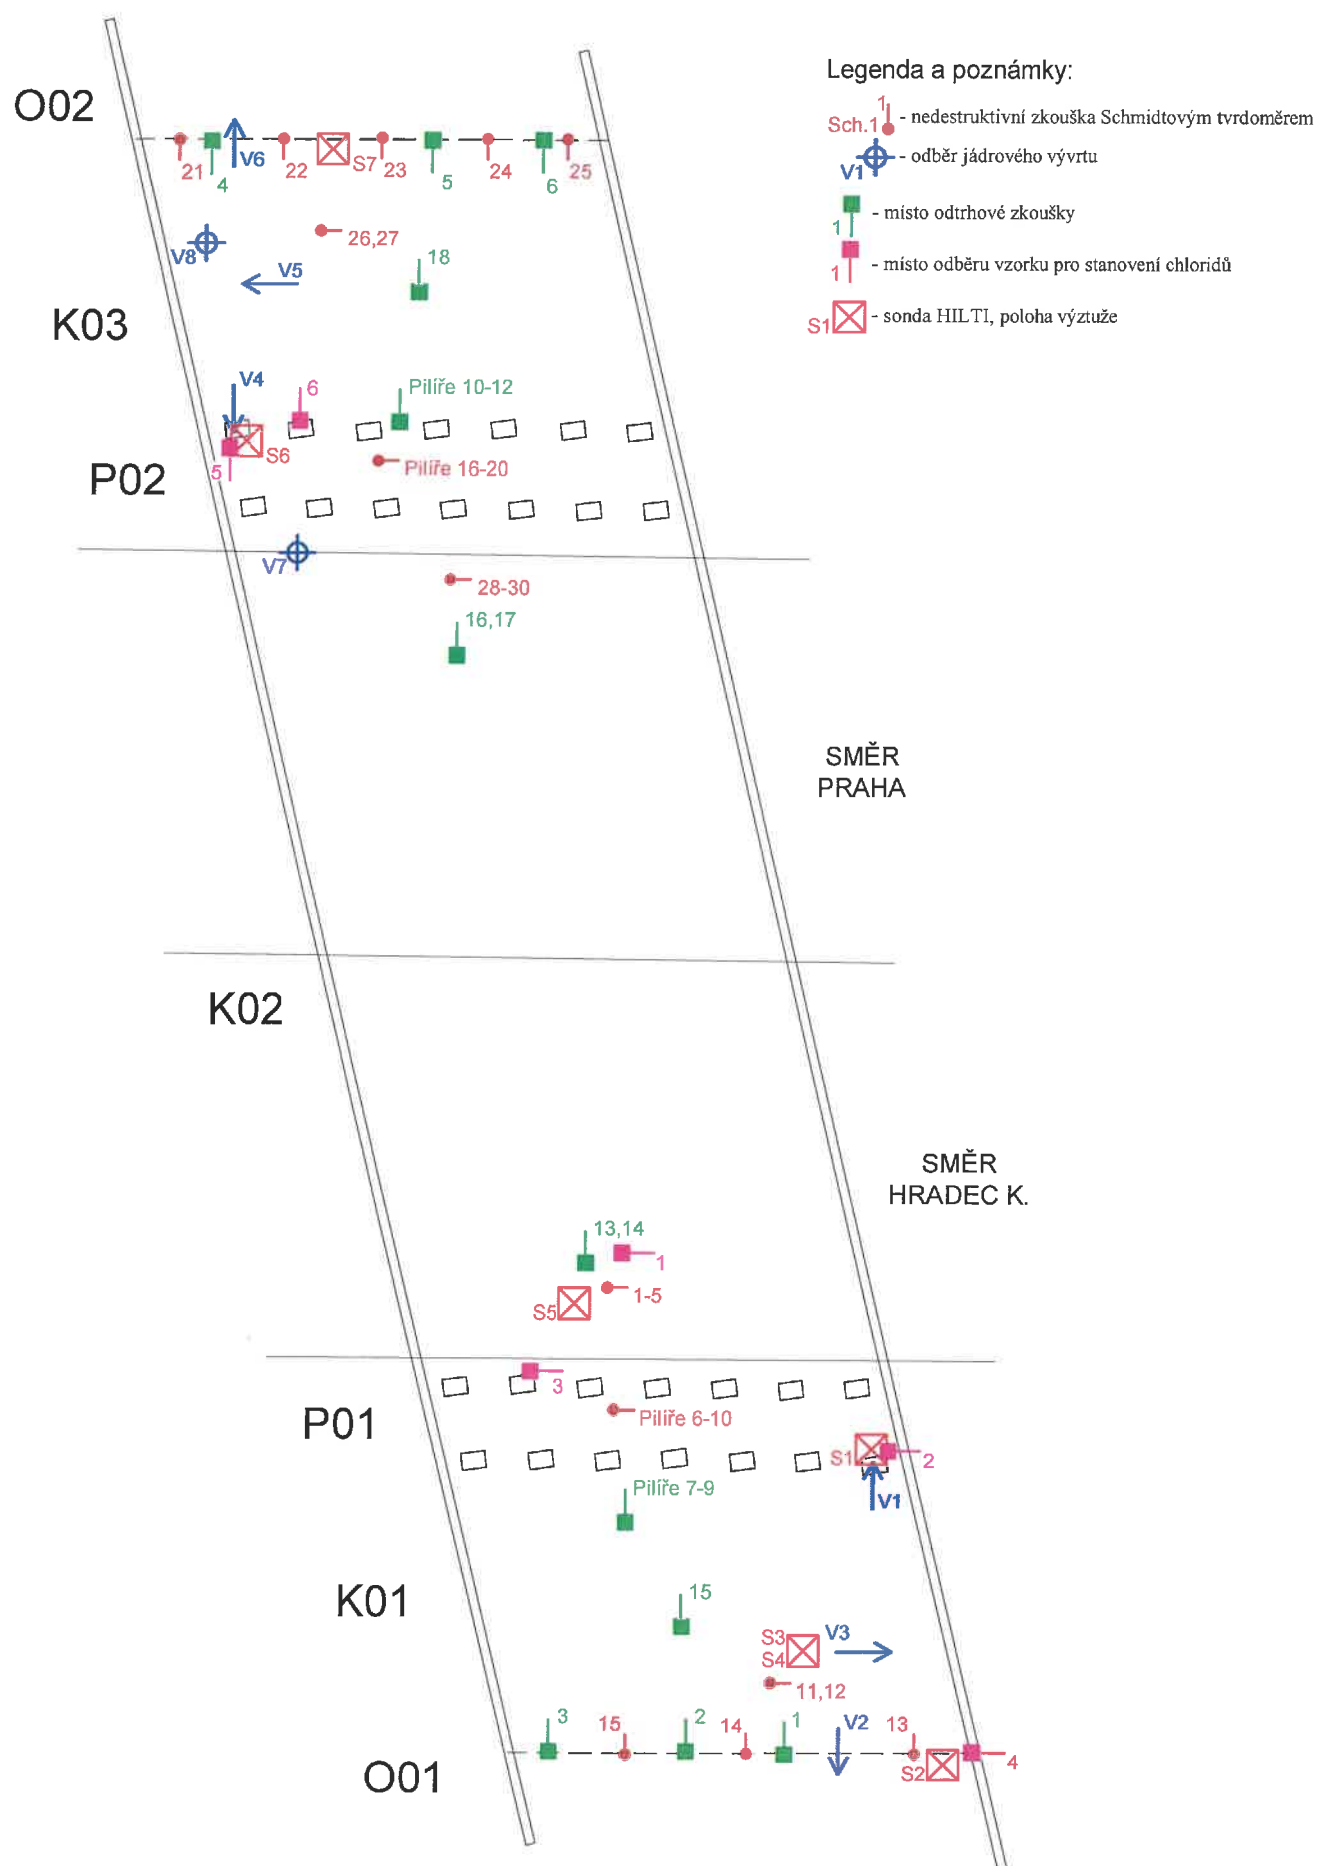 Legenda a poznámky:
1
Sch.1 - nedestruktivní zkouška Schmidtovým tvrdoměrem
V1 - odběr jádrového vývrtu
1 - místo odtrhové zkoušky
1 - místo odběru vzorku pro stanovení chloridů
S1 - sonda HILTI, poloha výztuže
O02
21
4
V6
22
S7
23
5
24
6
25
V8
26,27
V5
18
K03
V4
6
Pilíře 10-12
S6
5
Pilíře 16-20
P02
V7
28-30
16,17
SMĚR
PRAHA
K02
SMĚR
HRADEC K.
13,14
1
1-5
S5
3
P01
Pilíře 6-10
S1
2
V1
Pilíře 7-9
K01
15
S3
S4
V3
11,12
3
15
2
14
1
V2
13
S2
4
O01